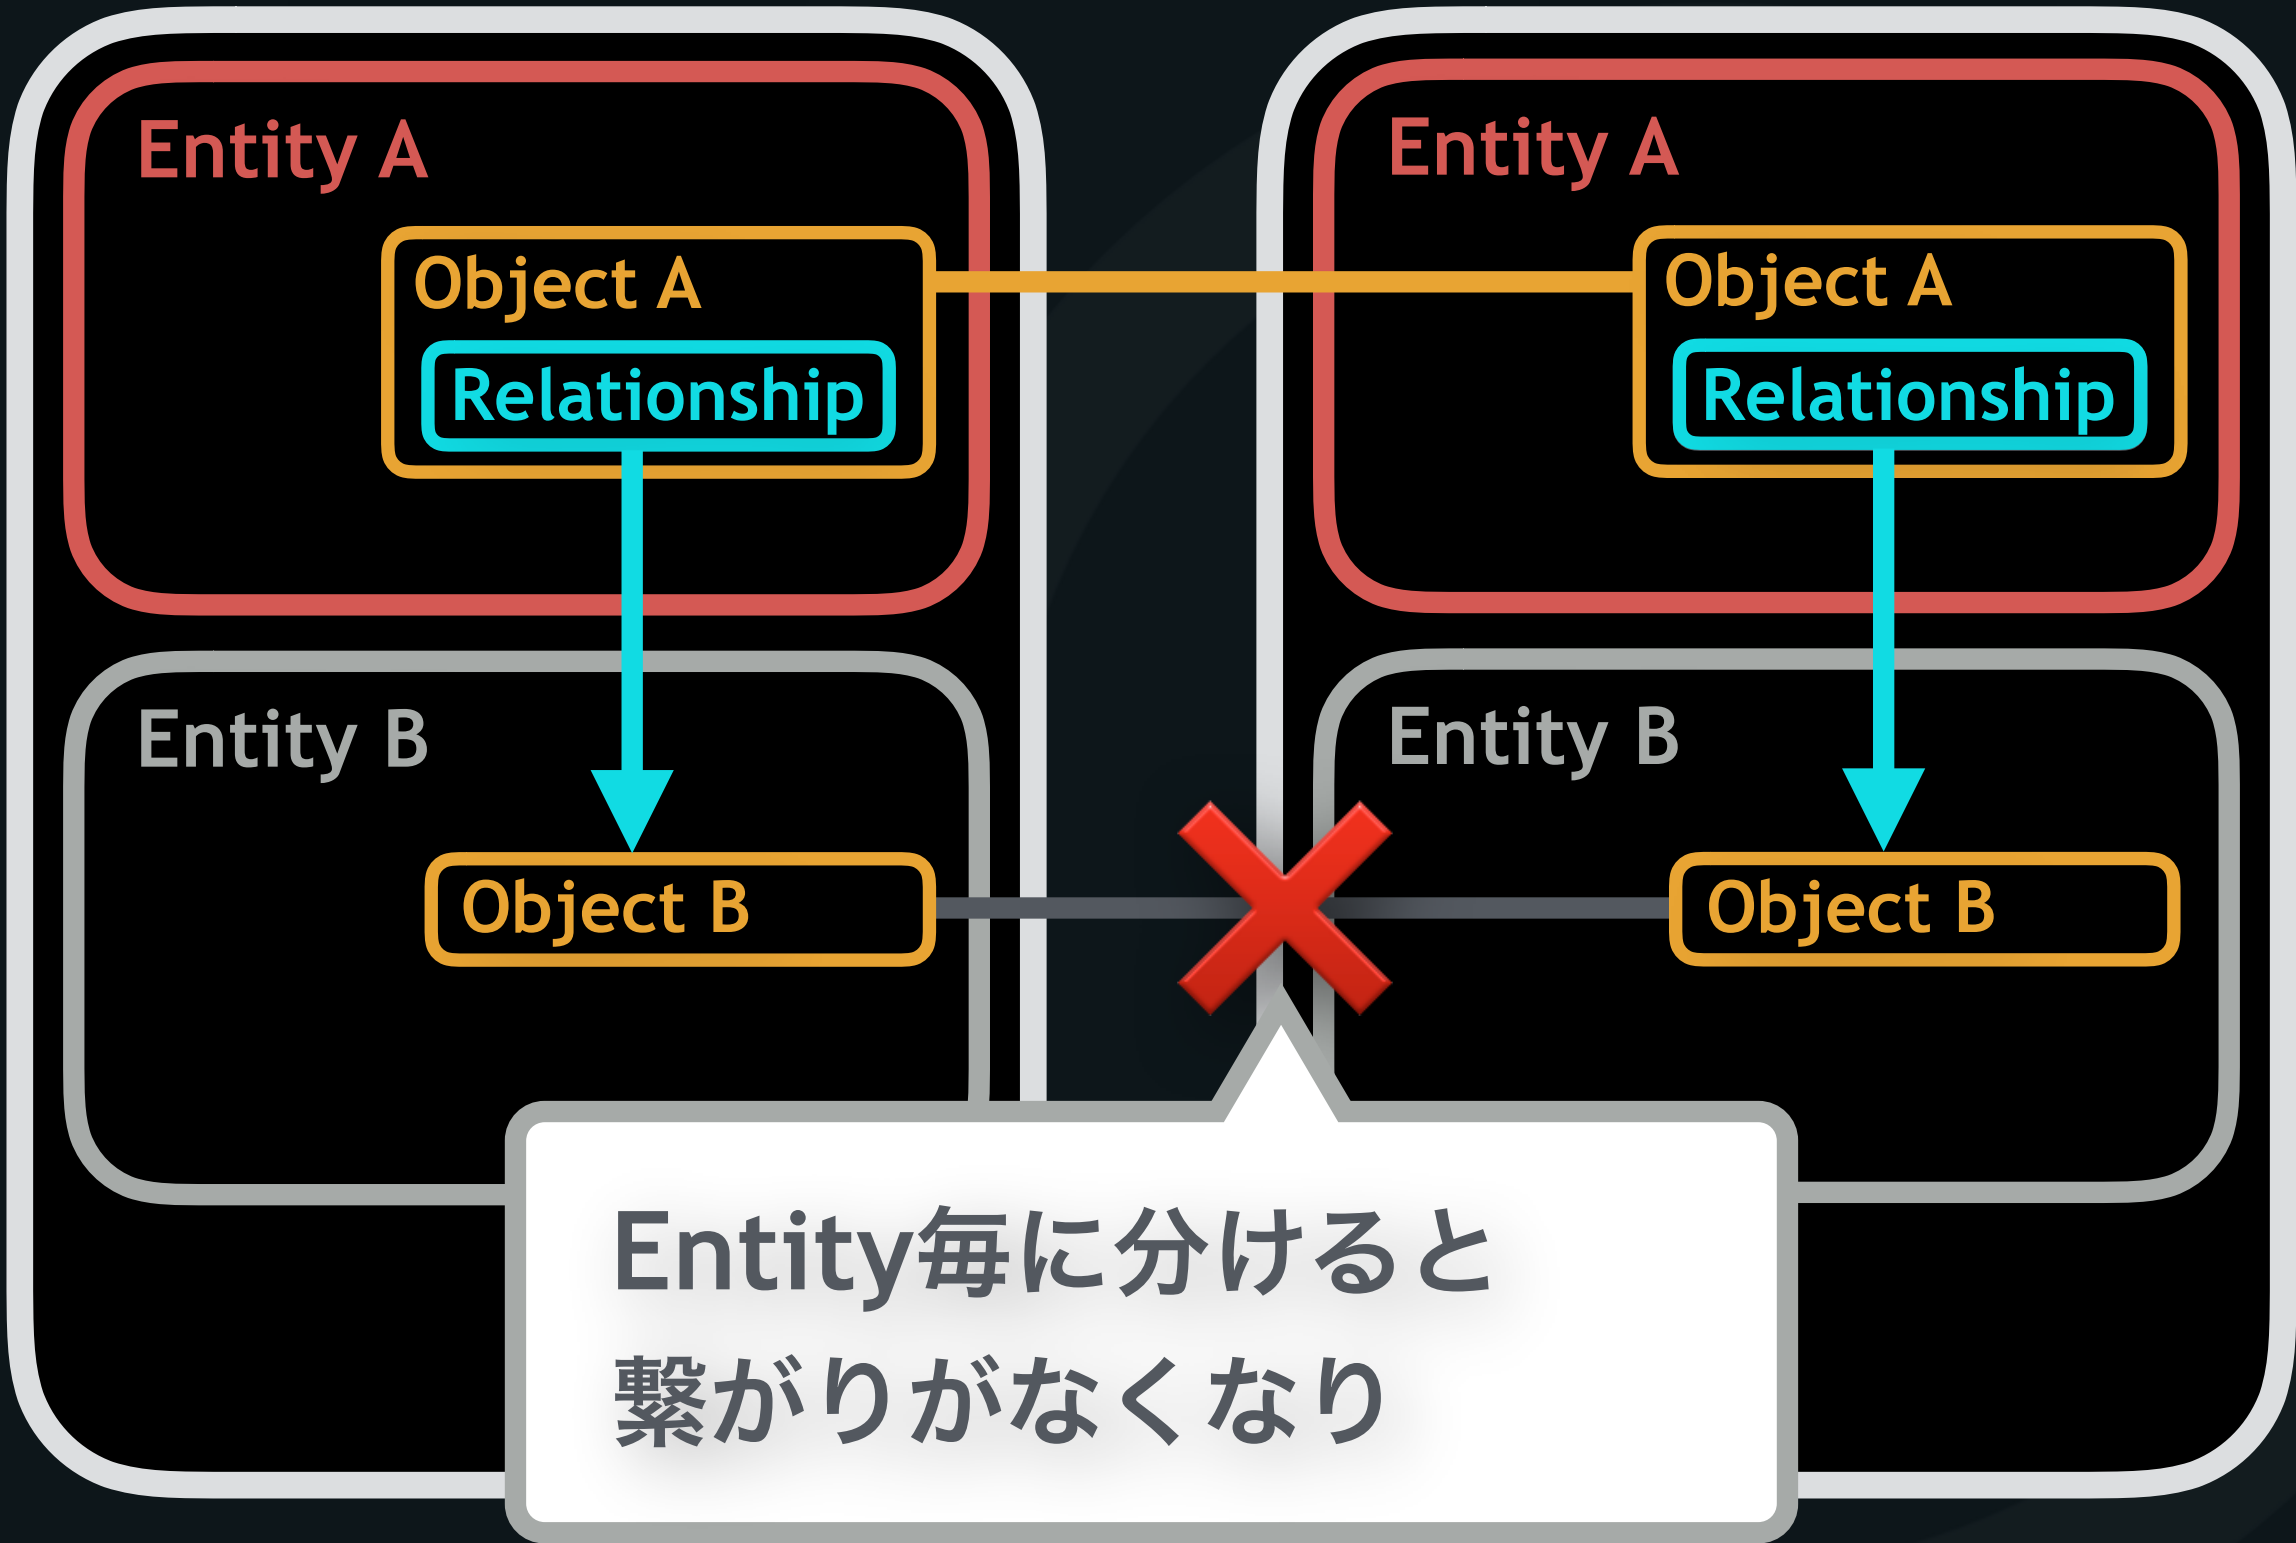 Entity A
Object A
Relationship
Entity B
Object B
Entity A
Object A
Relationship
Entity B
Object B
Entity毎に分けると
繋がりがなくなり